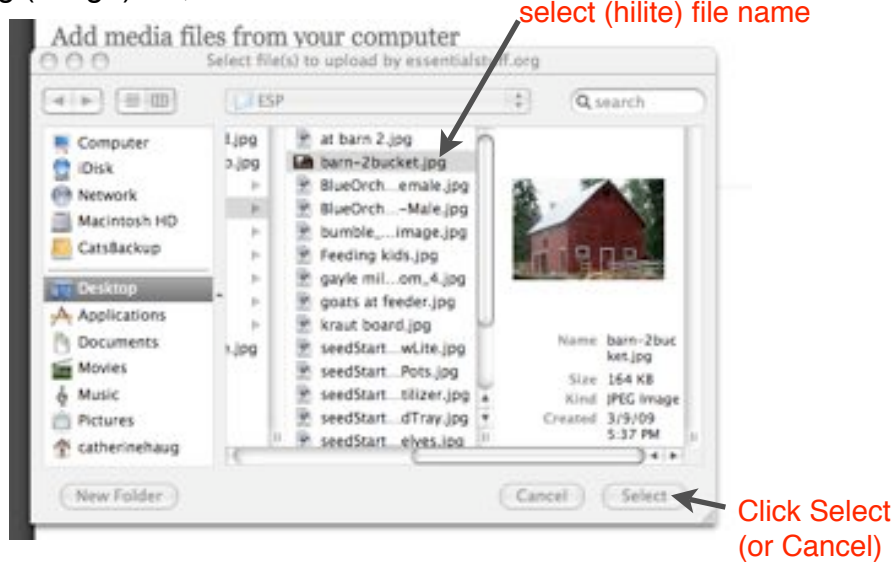 select (hilite) file name
Add media files from your computer
Select file(s) to upload by essentialstuff.org
ESP
search
Computer
iDisk
Network
Macintosh HD
CatsBackup
Desktop
Applications
Documents
Movies
Music
Pictures
catherinehaug
.jpg
.jpg
.jpg
at barn 2.jpg
barn-2bucket.jpg
BlueOrch...emale.jpg
BlueOrch...-Male.jpg
bumble_...image.jpg
Feeding kids.jpg
gayle mil...om_4.jpg
goats at feeder.jpg
kraut board.jpg
seedStart...wLite.jpg
seedStart...Pots.jpg
seedStart...tilizer.jpg
seedStart...dTray.jpg
seedStart...elves.jpg
Name barn-2buc
ket.jpg
Size 164 KB
Kind JPEG Image
Created 3/9/09
5:37 PM
New Folder
Cancel
Select
Click Select
(or Cancel)